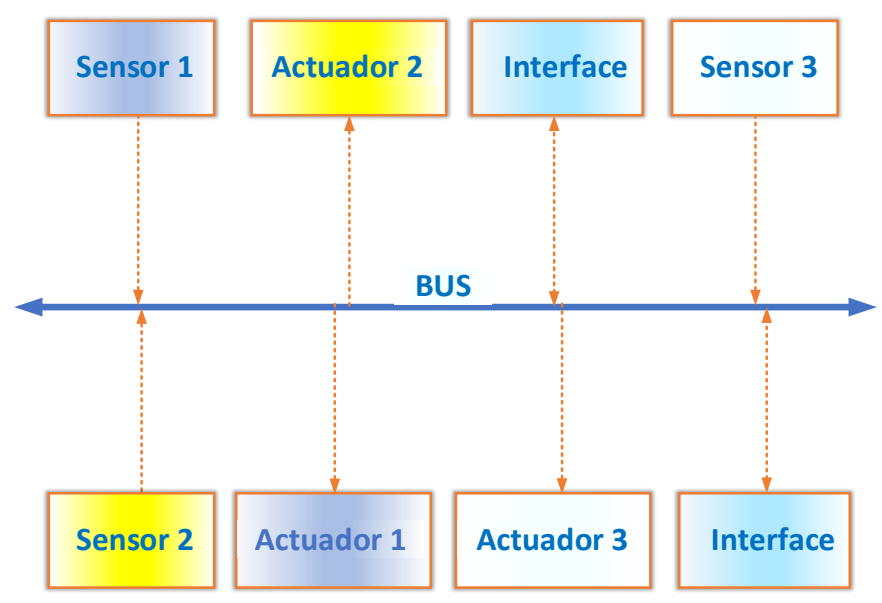 Sensor 1
Actuador 2
Interface
Sensor 3
BUS
Sensor 2
Actuador 1
Actuador 3
Interface